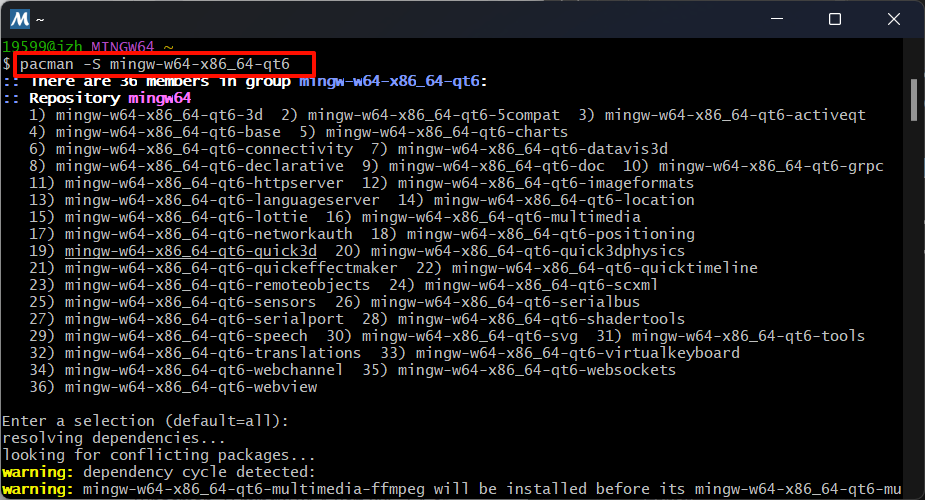 M ~
19599@jzh MINGW64 ~
$ pacman -S mingw-w64-x86_64-qt6
:: There are 36 members in group mingw-w64-x86_64-qt6:
:: Repository mingw64
1) mingw-w64-x86_64-qt6-3d 2) mingw-w64-x86_64-qt6-5compat 3) mingw-w64-x86_64-qt6-activeqt
4) mingw-w64-x86_64-qt6-base 5) mingw-w64-x86_64-qt6-charts
6) mingw-w64-x86_64-qt6-connectivity 7) mingw-w64-x86_64-qt6-datavis3d
8) mingw-w64-x86_64-qt6-declarative 9) mingw-w64-x86_64-qt6-doc 10) mingw-w64-x86_64-qt6-grpc
11) mingw-w64-x86_64-qt6-httpserver 12) mingw-w64-x86_64-qt6-imageformats
13) mingw-w64-x86_64-qt6-languageserver 14) mingw-w64-x86_64-qt6-location
15) mingw-w64-x86_64-qt6-lottie 16) mingw-w64-x86_64-qt6-multimedia
17) mingw-w64-x86_64-qt6-networkauth 18) mingw-w64-x86_64-qt6-positioning
19) mingw-w64-x86_64-qt6-quick3d 20) mingw-w64-x86_64-qt6-quick3dphysics
21) mingw-w64-x86_64-qt6-quickeffectmaker 22) mingw-w64-x86_64-qt6-quicktimeline
23) mingw-w64-x86_64-qt6-remoteobjects 24) mingw-w64-x86_64-qt6-scxml
25) mingw-w64-x86_64-qt6-sensors 26) mingw-w64-x86_64-qt6-serialbus
27) mingw-w64-x86_64-qt6-serialport 28) mingw-w64-x86_64-qt6-shadertools
29) mingw-w64-x86_64-qt6-speech 30) mingw-w64-x86_64-qt6-svg 31) mingw-w64-x86_64-qt6-tools
32) mingw-w64-x86_64-qt6-translations 33) mingw-w64-x86_64-qt6-virtualkeyboard
34) mingw-w64-x86_64-qt6-webchannel 35) mingw-w64-x86_64-qt6-websockets
36) mingw-w64-x86_64-qt6-webview
Enter a selection (default=all):
resolving dependencies...
looking for conflicting packages...
warning: dependency cycle detected:
warning: mingw-w64-x86_64-qt6-multimedia-ffmpeg will be installed before its mingw-w64-x86_64-qt6-mu